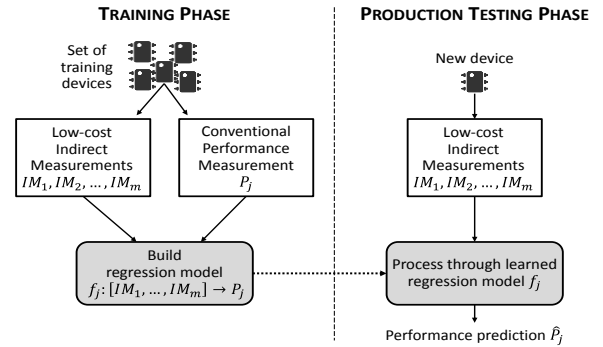 TRAINING PHASE
Set of
training
devices
Low-cost
Indirect
Measurements
IM₁, IM₂, ... , IMₘ
Conventional
Performance
Measurement
Pⱼ
Build
regression model
fⱼ: [IM₁, ... , IMₘ] → Pⱼ
PRODUCTION TESTING PHASE
New device
Low-cost
Indirect
Measurements
IM₁, IM₂, ... , IMₘ
Process through learned
regression model fⱼ
Performance prediction P̂ⱼ